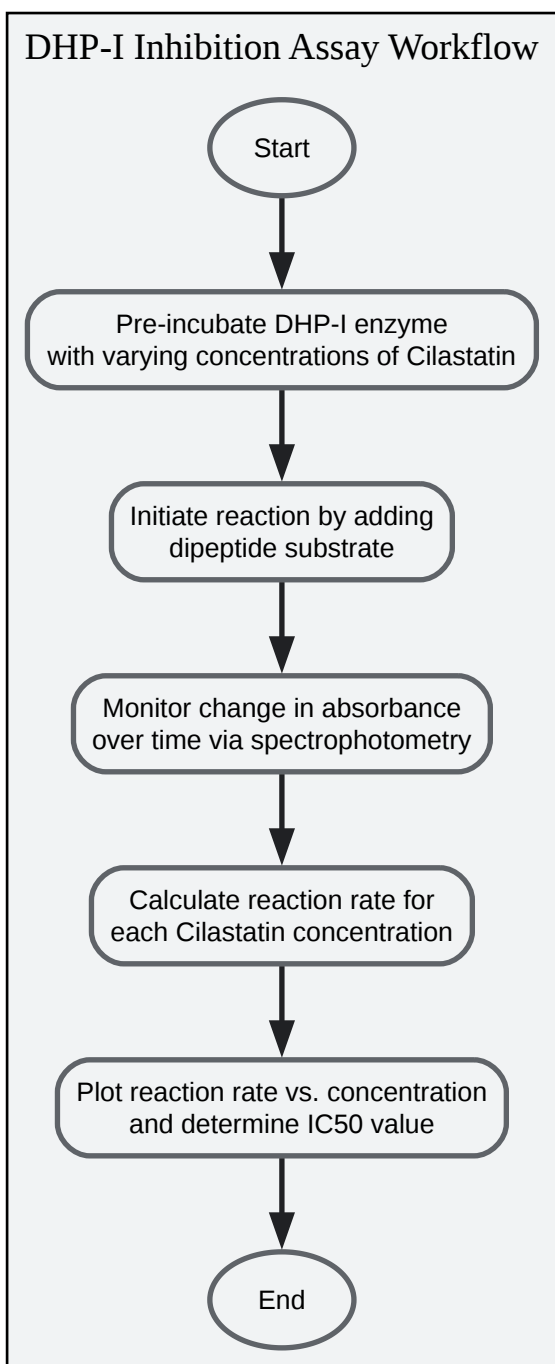 DHP-I Inhibition Assay Workflow
Start
Pre-incubate DHP-I enzyme
with varying concentrations of Cilastatin
Initiate reaction by adding
dipeptide substrate
Monitor change in absorbance
over time via spectrophotometry
Calculate reaction rate for
each Cilastatin concentration
Plot reaction rate vs. concentration
and determine IC50 value
End